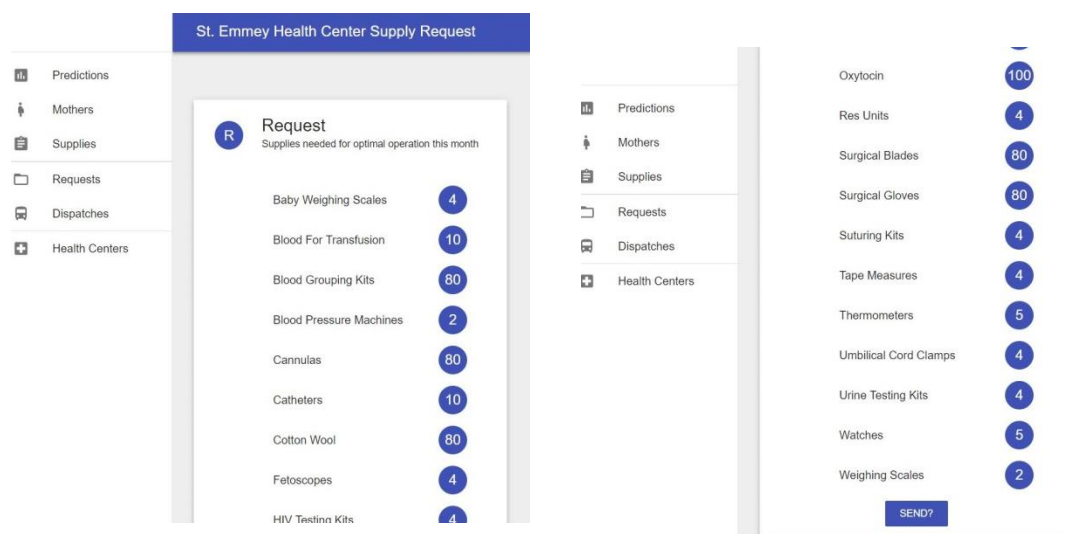 St. Emmey Health Center Supply Request
Predictions
Mothers
Supplies
Requests
Dispatches
Health Centers
R
Request
Supplies needed for optimal operation this month
Baby Weighing Scales 4
Blood For Transfusion 10
Blood Grouping Kits 80
Blood Pressure Machines 2
Cannulas 80
Catheters 10
Cotton Wool 80
Fetoscopes 4
HIV Testing Kits 4
Predictions
Mothers
Supplies
Requests
Dispatches
Health Centers
Oxytocin 100
Res Units 4
Surgical Blades 80
Surgical Gloves 80
Suturing Kits 4
Tape Measures 4
Thermometers 5
Umbilical Cord Clamps 4
Urine Testing Kits 4
Watches 5
Weighing Scales 2
SEND?